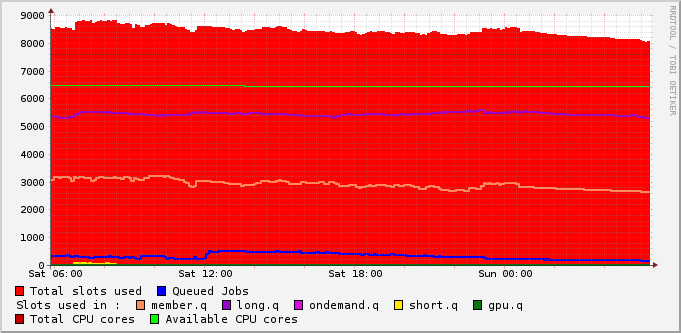 9000
8000
7000
6000
5000
4000
3000
2000
1000
0
Sat 06:00 Sat 12:00 Sat 18:00 Sun 00:00
RRDTOOL / TOBI OETIKER
Total slots used Queued Jobs
Slots used in : member.q long.q ondemand.q short.q gpu.q
Total CPU cores Available CPU cores